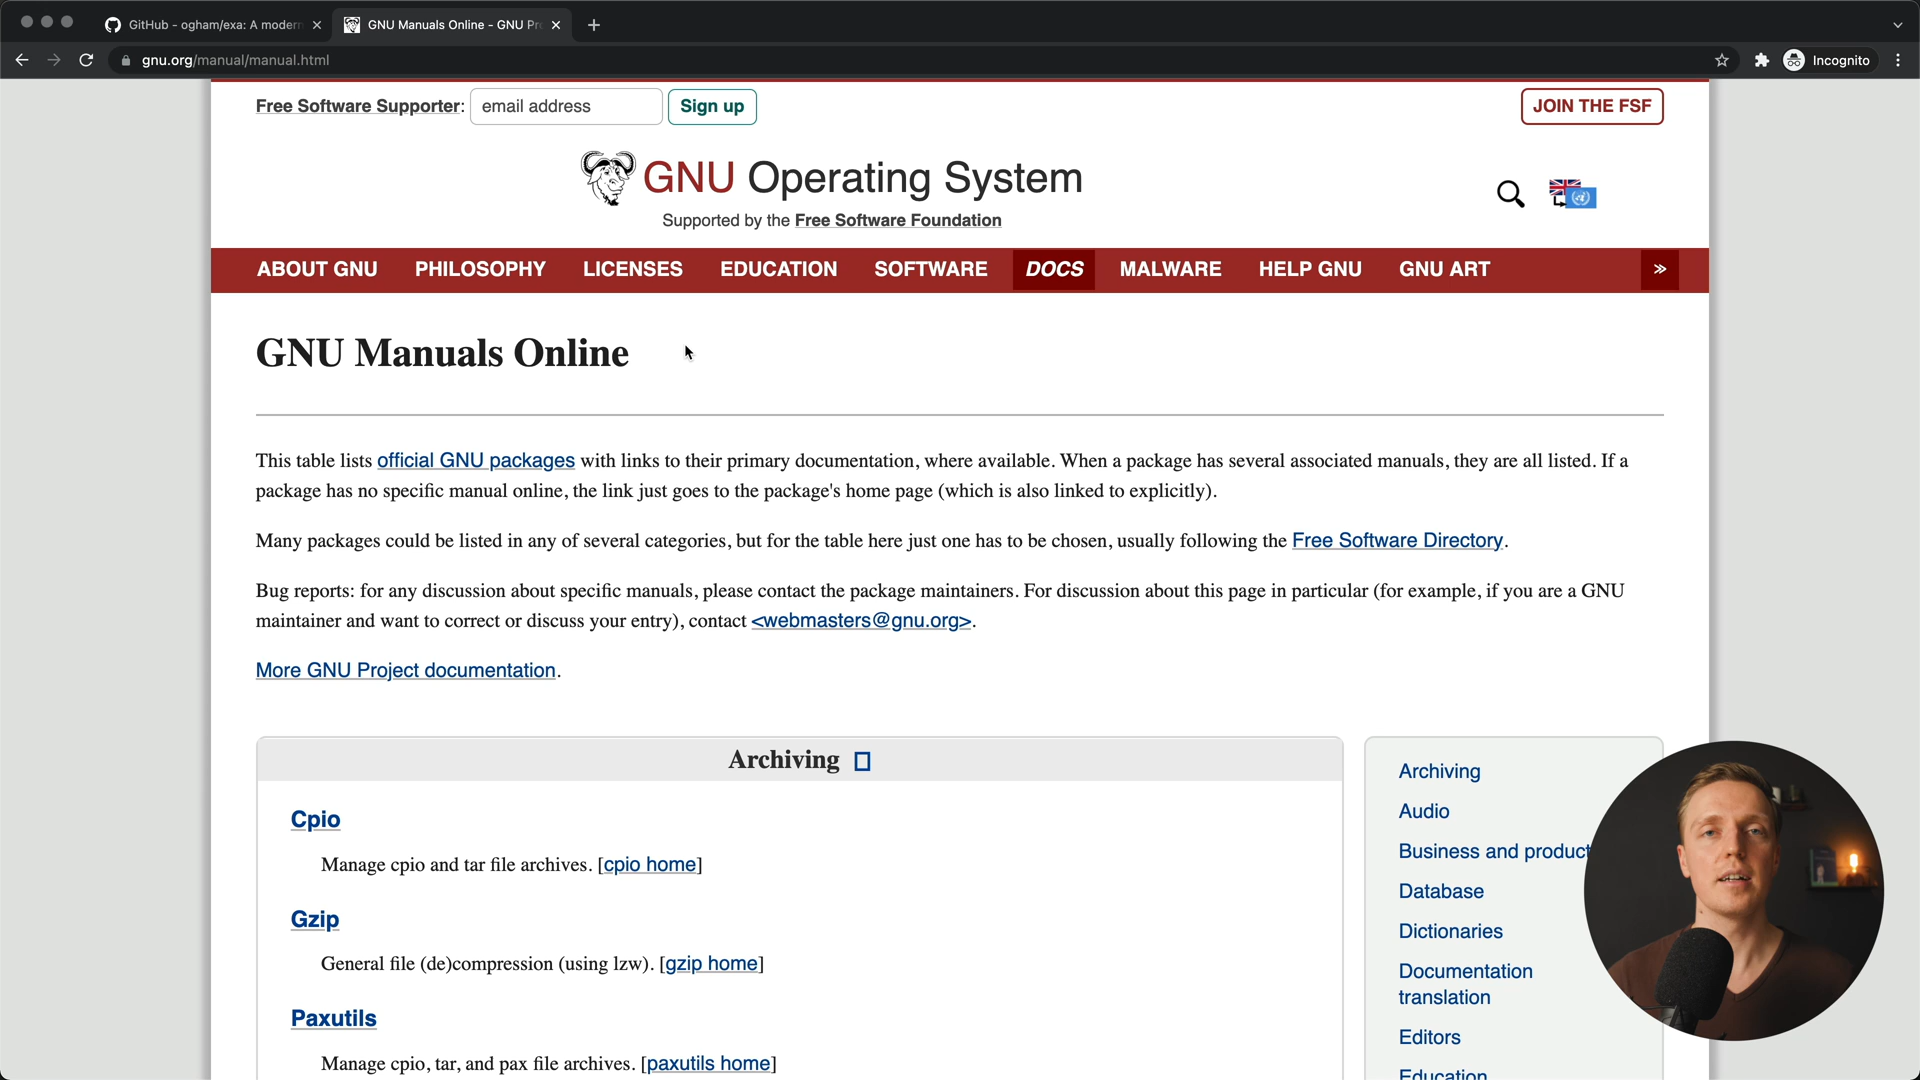 GitHub - ogham/exa: A modern
GNU Manuals Online - GNU Pr
gnu.org/manual/manual.html
Incognito
Free Software Supporter: email address Sign up
JOIN THE FSF
GNU Operating System
Supported by the Free Software Foundation
ABOUT GNU PHILOSOPHY LICENSES EDUCATION SOFTWARE DOCS MALWARE HELP GNU GNU ART »
GNU Manuals Online
This table lists official GNU packages with links to their primary documentation, where available. When a package has several associated manuals, they are all listed. If a
package has no specific manual online, the link just goes to the package's home page (which is also linked to explicitly).
Many packages could be listed in any of several categories, but for the table here just one has to be chosen, usually following the Free Software Directory.
Bug reports: for any discussion about specific manuals, please contact the package maintainers. For discussion about this page in particular (for example, if you are a GNU
maintainer and want to correct or discuss your entry), contact <webmasters@gnu.org>.
More GNU Project documentation.
Archiving
Cpio
Manage cpio and tar file archives. [cpio home]
Gzip
General file (de)compression (using lzw). [gzip home]
Paxutils
Manage cpio, tar, and pax file archives. [paxutils home]
Archiving
Audio
Business and product
Database
Dictionaries
Documentation
translation
Editors
Education